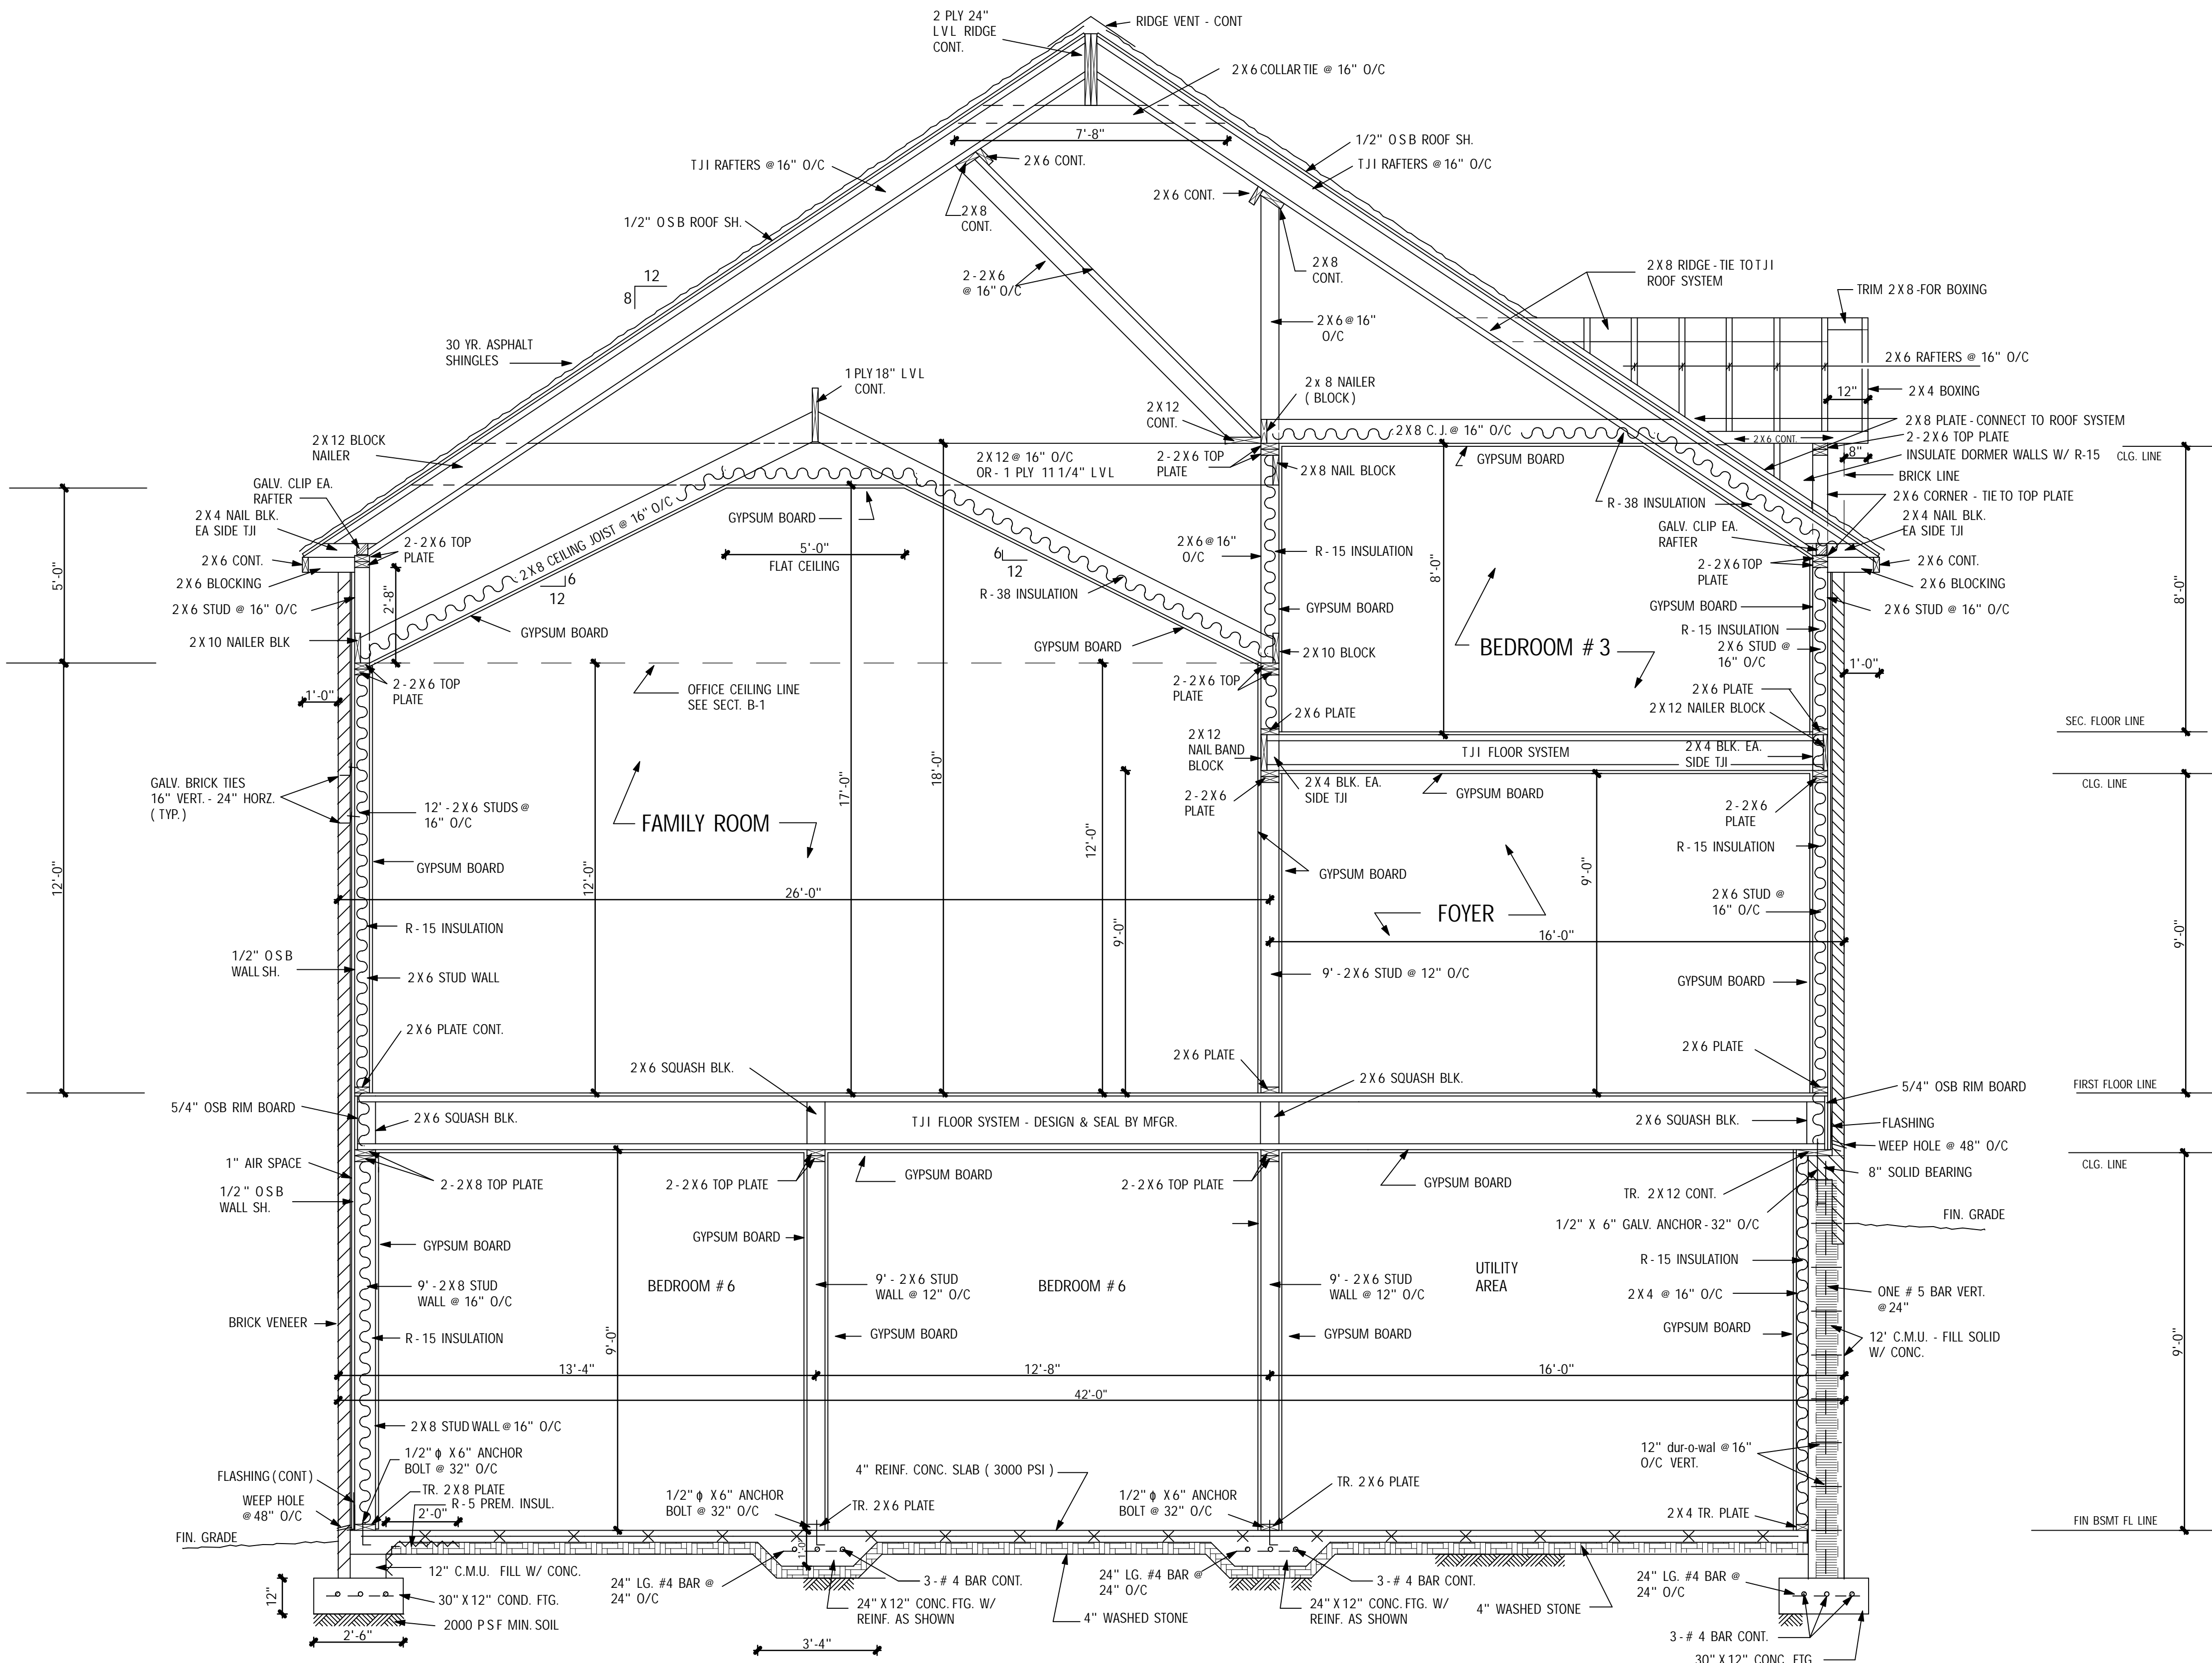 2 PLY 24"
LVL RIDGE
CONT.
RIDGE VENT - CONT
2 X 6 COLLAR TIE @ 16" O/C
7'-8"
1/2" O S B ROOF SH.
TJI RAFTERS @ 16" O/C
2 X 6 CONT.
TJI RAFTERS @ 16" O/C
2 X 6 CONT.
2 X 8
CONT.
1/2" O S B ROOF SH.
12
8
2 - 2 X 6
@ 16" O/C
2 X 8
CONT.
2 X 8 RIDGE - TIE TO TJI
ROOF SYSTEM
TRIM 2 X 8 -FOR BOXING
2 X 6 @ 16"
O/C
30 YR. ASPHALT
SHINGLES
2 X 6 RAFTERS @ 16" O/C
1 PLY 18" LVL
CONT.
2 x 8 NAILER
( BLOCK )
12"
2 X 4 BOXING
2 X 12
CONT.
2 X 8 C.J. @ 16" O/C
2 X 8 PLATE - CONNECT TO ROOF SYSTEM
2 X 6 CONT.
2 - 2 X 6 TOP PLATE
2 X 12 BLOCK
NAILER
2 X 12 @ 16" O/C
OR - 1 PLY 11 1/4" LVL
2 - 2 X 6 TOP
PLATE
GYPSUM BOARD
8"
INSULATE DORMER WALLS W/ R-15
CLG. LINE
2 X 8 NAIL BLOCK
BRICK LINE
GALV. CLIP EA.
RAFTER
R - 38 INSULATION
2 X 6 CORNER - TIE TO TOP PLATE
2 X 4 NAIL BLK.
EA SIDE TJI
GYPSUM BOARD
GALV. CLIP EA.
RAFTER
2 X 4 NAIL BLK.
EA SIDE TJI
2 - 2 X 6 TOP
PLATE
2 X 8 CEILING JOIST @ 16" O/C
5'-0"
FLAT CEILING
6
12
2 X 6 @ 16"
O/C
R - 15 INSULATION
8'-0"
2 X 6 CONT.
2 X 6 BLOCKING
5'-0"
2'-8"
6
12
R - 38 INSULATION
2 - 2 X 6 TOP
PLATE
2 X 6 CONT.
2 X 6 BLOCKING
8'-0"
2 X 6 STUD @ 16" O/C
GYPSUM BOARD
GYPSUM BOARD
2 X 6 STUD @ 16" O/C
2 X 10 NAILER BLK
GYPSUM BOARD
GYPSUM BOARD
2 X 10 BLOCK
BEDROOM # 3
R - 15 INSULATION
2 X 6 STUD @
16" O/C
1'-0"
1'-0"
2 - 2 X 6 TOP
PLATE
OFFICE CEILING LINE
SEE SECT. B-1
2 - 2 X 6 TOP
PLATE
2 X 6 PLATE
2 X 6 PLATE
2 X 12 NAILER BLOCK
SEC. FLOOR LINE
2 X 12
NAIL BAND
BLOCK
TJI FLOOR SYSTEM
2 X 4 BLK. EA.
SIDE TJI
GALV. BRICK TIES
16" VERT. - 24" HORZ.
( TYP.)
12' - 2 X 6 STUDS @
16" O/C
17'-0"
18'-0"
2 - 2 X 6
PLATE
2 X 4 BLK. EA.
SIDE TJI
GYPSUM BOARD
CLG. LINE
2 - 2 X 6
PLATE
FAMILY ROOM
12'-0"
GYPSUM BOARD
12'-0"
12'-0"
26'-0"
GYPSUM BOARD
9'-0"
R - 15 INSULATION
FOYER
2 X 6 STUD @
16" O/C
9'-0"
R - 15 INSULATION
9'-0"
16'-0"
1/2" O S B
WALL SH.
2 X 6 STUD WALL
9' - 2 X 6 STUD @ 12" O/C
GYPSUM BOARD
2 X 6 PLATE CONT.
2 X 6 SQUASH BLK.
2 X 6 PLATE
2 X 6 SQUASH BLK.
2 X 6 PLATE
FIRST FLOOR LINE
5/4" OSB RIM BOARD
5/4" OSB RIM BOARD
2 X 6 SQUASH BLK.
TJI FLOOR SYSTEM - DESIGN & SEAL BY MFGR.
2 X 6 SQUASH BLK.
FLASHING
WEEP HOLE @ 48" O/C
1" AIR SPACE
2 - 2 X 8 TOP PLATE
2 - 2 X 6 TOP PLATE
GYPSUM BOARD
2 - 2 X 6 TOP PLATE
GYPSUM BOARD
CLG. LINE
8" SOLID BEARING
1/2" O S B
WALL SH.
TR. 2 X 12 CONT.
1/2" X 6" GALV. ANCHOR - 32" O/C
FIN. GRADE
GYPSUM BOARD
GYPSUM BOARD
R - 15 INSULATION
9' - 2 X 8 STUD
WALL @ 16" O/C
BEDROOM # 6
9' - 2 X 6 STUD
WALL @ 12" O/C
BEDROOM # 6
9' - 2 X 6 STUD
WALL @ 12" O/C
UTILITY
AREA
2 X 4 @ 16" O/C
ONE # 5 BAR VERT.
@ 24"
BRICK VENEER
R - 15 INSULATION
9'-0"
GYPSUM BOARD
GYPSUM BOARD
GYPSUM BOARD
12' C.M.U. - FILL SOLID
W/ CONC.
9'-0"
13'-4"
12'-8"
16'-0"
42'-0"
2 X 8 STUD WALL @ 16" O/C
1/2" ϕ X 6" ANCHOR
BOLT @ 32" O/C
12" dur-o-wal @ 16"
O/C VERT.
FLASHING (CONT)
TR. 2 X 8 PLATE
R - 5 PREM. INSUL.
2'-0"
4" REINF. CONC. SLAB ( 3000 PSI )
TR. 2 X 6 PLATE
WEEP HOLE
@ 48" O/C
1/2" ϕ X 6" ANCHOR
BOLT @ 32" O/C
TR. 2 X 6 PLATE
1/2" ϕ X 6" ANCHOR
BOLT @ 32" O/C
2 X 4 TR. PLATE
FIN BSMT FL LINE
FIN. GRADE
1'-0"
12" C.M.U. FILL W/ CONC.
24" LG. #4 BAR @
24" O/C
3 - # 4 BAR CONT.
24" LG. #4 BAR @
24" O/C
3 - # 4 BAR CONT.
24" LG. #4 BAR @
24" O/C
12"
30" X 12" COND. FTG.
24" X 12" CONC. FTG. W/
REINF. AS SHOWN
4" WASHED STONE
24" X 12" CONC. FTG. W/
REINF. AS SHOWN
4" WASHED STONE
2000 P S F MIN. SOIL
2'-6"
3'-4"
3 - # 4 BAR CONT.
30" X 12" CONC. FTG